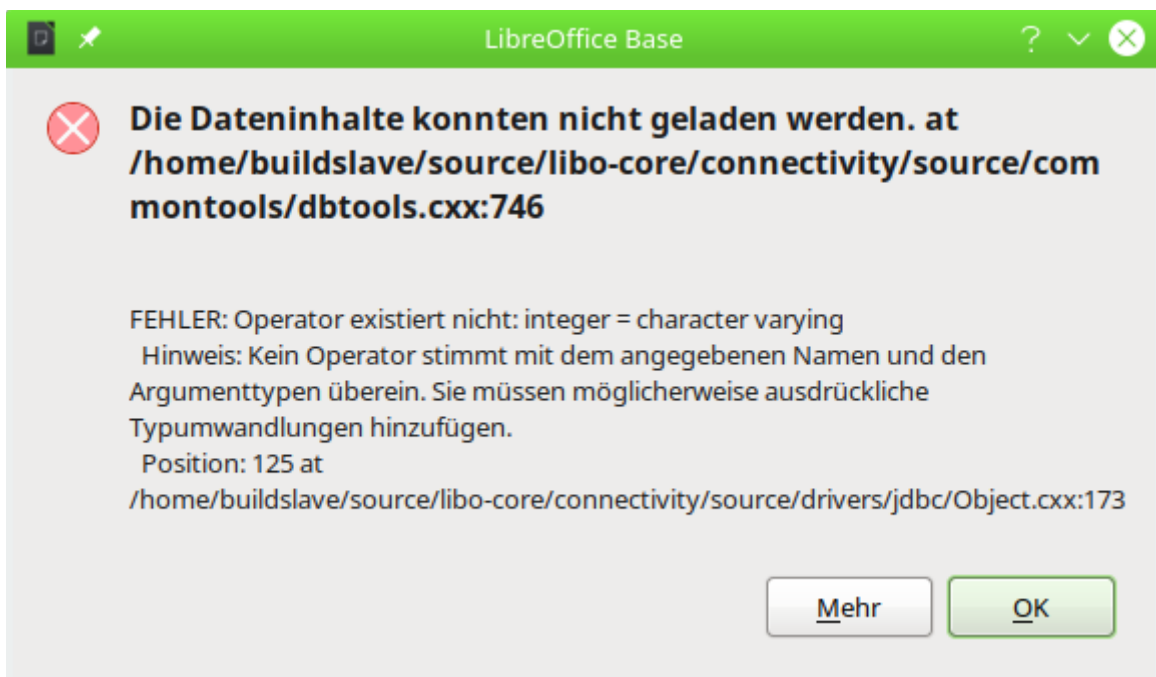 LibreOffice Base
Die Dateninhalte konnten nicht geladen werden. at
/home/buildslave/source/libo-core/connectivity/source/com
montools/dbtools.cxx:746
FEHLER: Operator existiert nicht: integer = character varying
Hinweis: Kein Operator stimmt mit dem angegebenen Namen und den
Argumenttypen überein. Sie müssen möglicherweise ausdrückliche
Typumwandlungen hinzufügen.
Position: 125 at
/home/buildslave/source/libo-core/connectivity/source/drivers/jdbc/Object.cxx:173
Mehr
OK